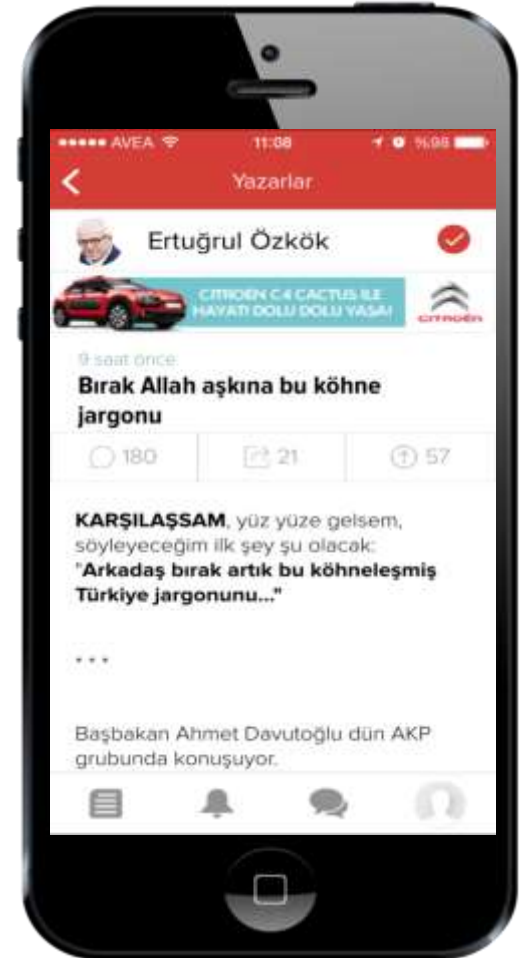 AVEA 11:08 %98
Yazarlar
Ertuğrul Özkök
CITROËN C4 CACTUS ILE
HAYATI DOLU DOLU YAŞA!
CITROËN
9 saat önce
Bırak Allah aşkına bu köhne
jargonu
180 21 57
KARŞILAŞSAM, yüz yüze gelsem,
söyleyeceğim ilk şey şu olacak:
"Arkadaş bırak artık bu köhneleşmiş
Türkiye jargonunu..."
...
Başbakan Ahmet Davutoğlu dün AKP
grubunda konuşuyor.